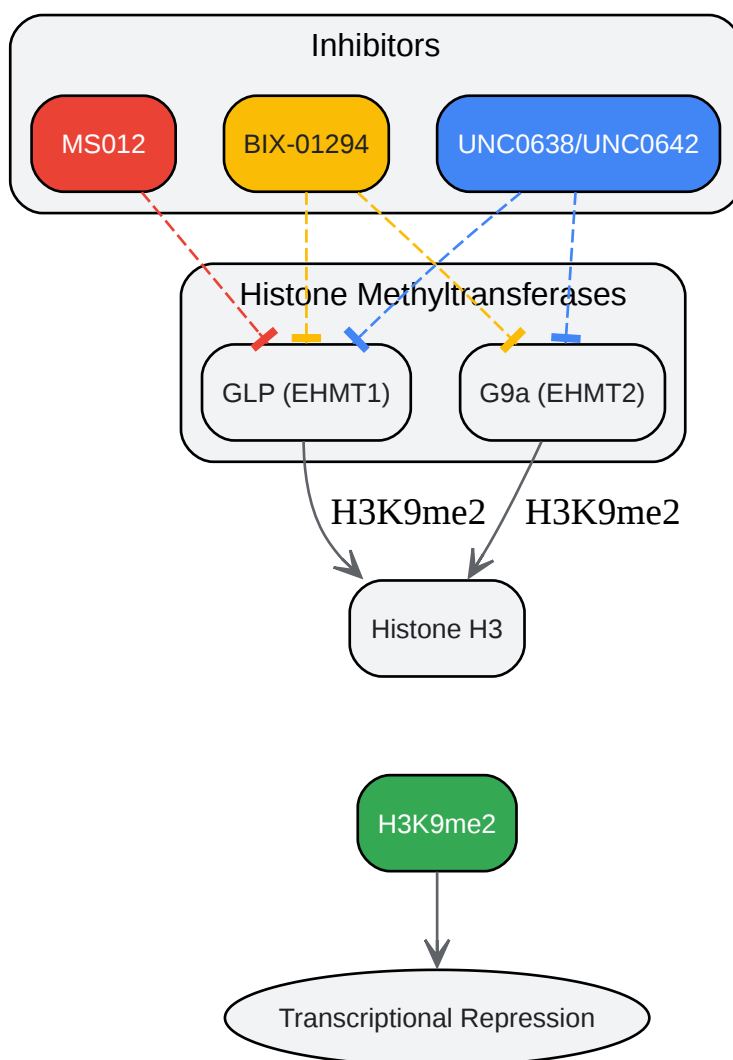 Inhibitors
MS012
BIX-01294
UNC0638/UNC0642
Histone Methyltransferases
GLP (EHMT1)
G9a (EHMT2)
H3K9me2
H3K9me2
Histone H3
H3K9me2
Transcriptional Repression